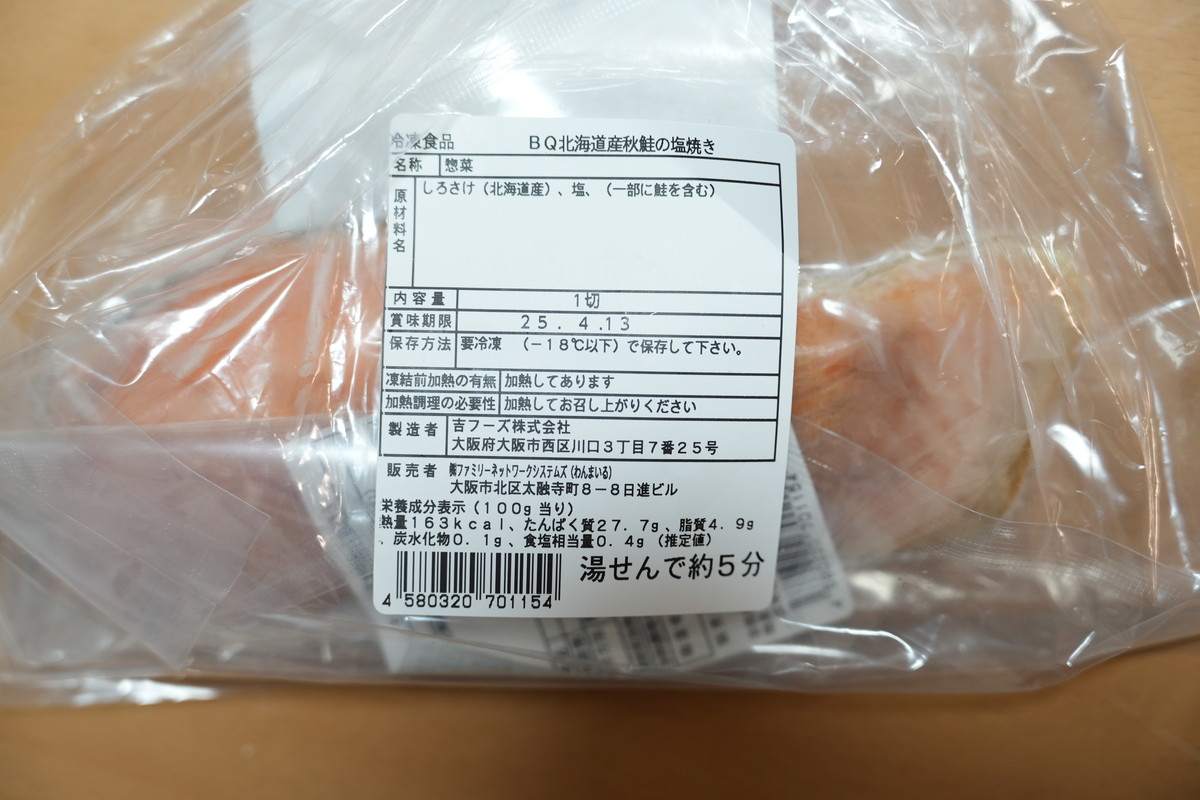 冷凍食品 BQ北海道産秋鮭の塩焼き
名称 惣菜
原材料名 しろさけ（北海道産）、塩、（一部に鮭を含む）
内容量 1切
賞味期限 25.4.13
保存方法 要冷凍 （－18℃以下）で保存して下さい。
凍結前加熱の有無 加熱してあります
加熱調理の必要性 加熱してお召し上がりください
製造者 吉フーズ株式会社
大阪府大阪市西区川口3丁目7番25号
販売者 ㈱ファミリーネットワークシステムズ（わんまいる）
大阪市北区太融寺町8－8日進ビル
栄養成分表示（100g当り）
熱量163kcal、たんぱく質27.7g、脂質4.9g
、炭水化物0.1g、食塩相当量0.4g（推定値）
湯せんで約5分
4 580320 701154